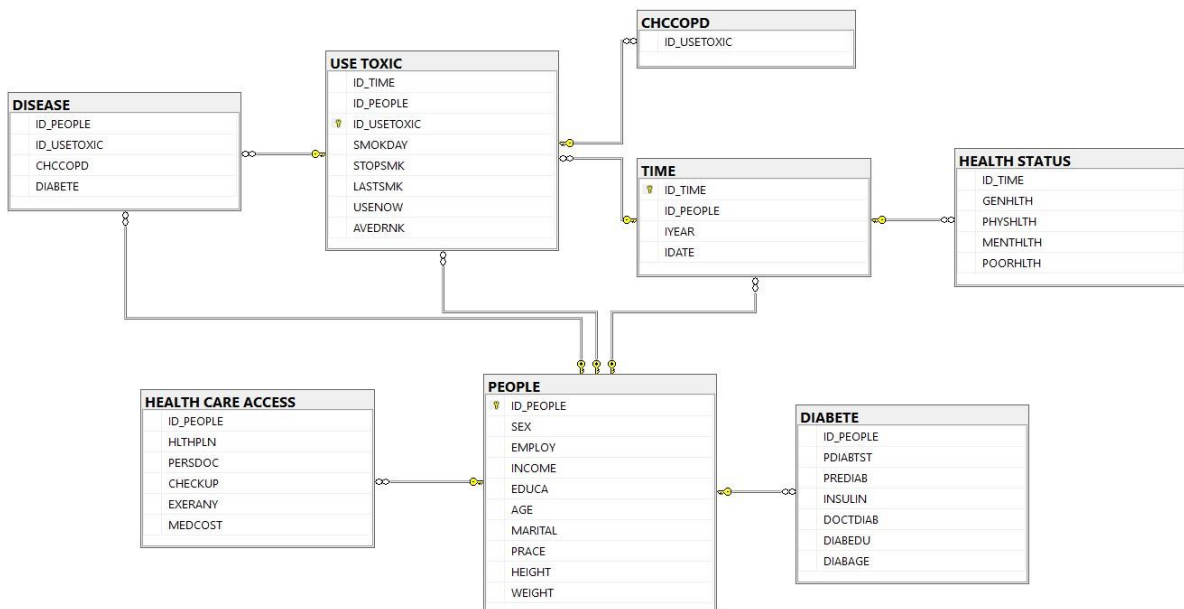 CHCCOPD
ID_USETOXIC
USE TOXIC
ID_TIME
ID_PEOPLE
ID_USETOXIC
SMOKDAY
STOPSMK
LASTSMK
USENOW
AVEDRNK
DISEASE
ID_PEOPLE
ID_USETOXIC
CHCCOPD
DIABETE
TIME
ID_TIME
ID_PEOPLE
IYEAR
IDATE
HEALTH STATUS
ID_TIME
GENHLTH
PHYSHLTH
MENTHLTH
POORHLTH
HEALTH CARE ACCESS
ID_PEOPLE
HLTHPLN
PERSDOC
CHECKUP
EXERANY
MEDCOST
PEOPLE
ID_PEOPLE
SEX
EMPLOY
INCOME
EDUCA
AGE
MARITAL
PRACE
HEIGHT
WEIGHT
DIABETE
ID_PEOPLE
PDIABTST
PREDIAB
INSULIN
DOCTDIAB
DIABEDU
DIABAGE